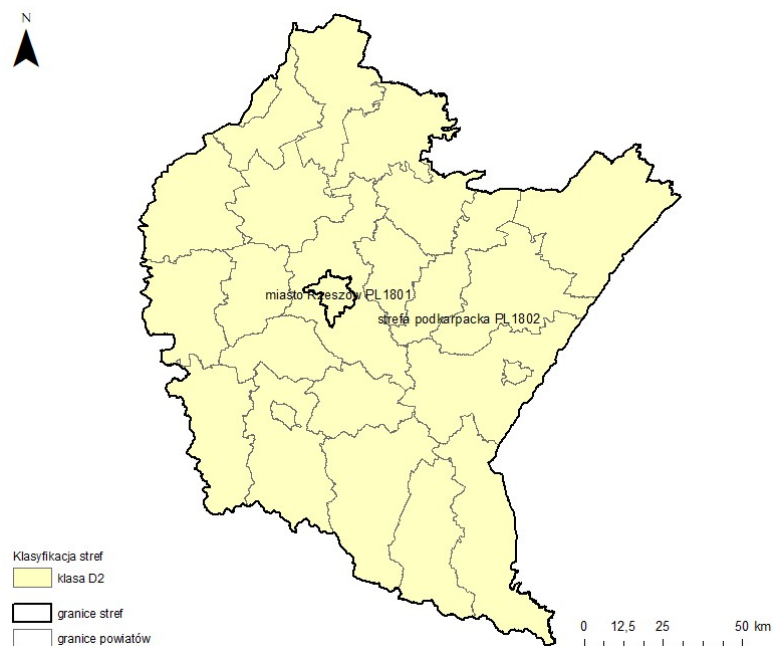 N
miasto Rzeszów PL1801
strefa podkarpacka PL1802
Klasyfikacja stref
klasa D2
granice stref
granice powiatów
0 12,5 25 50 km